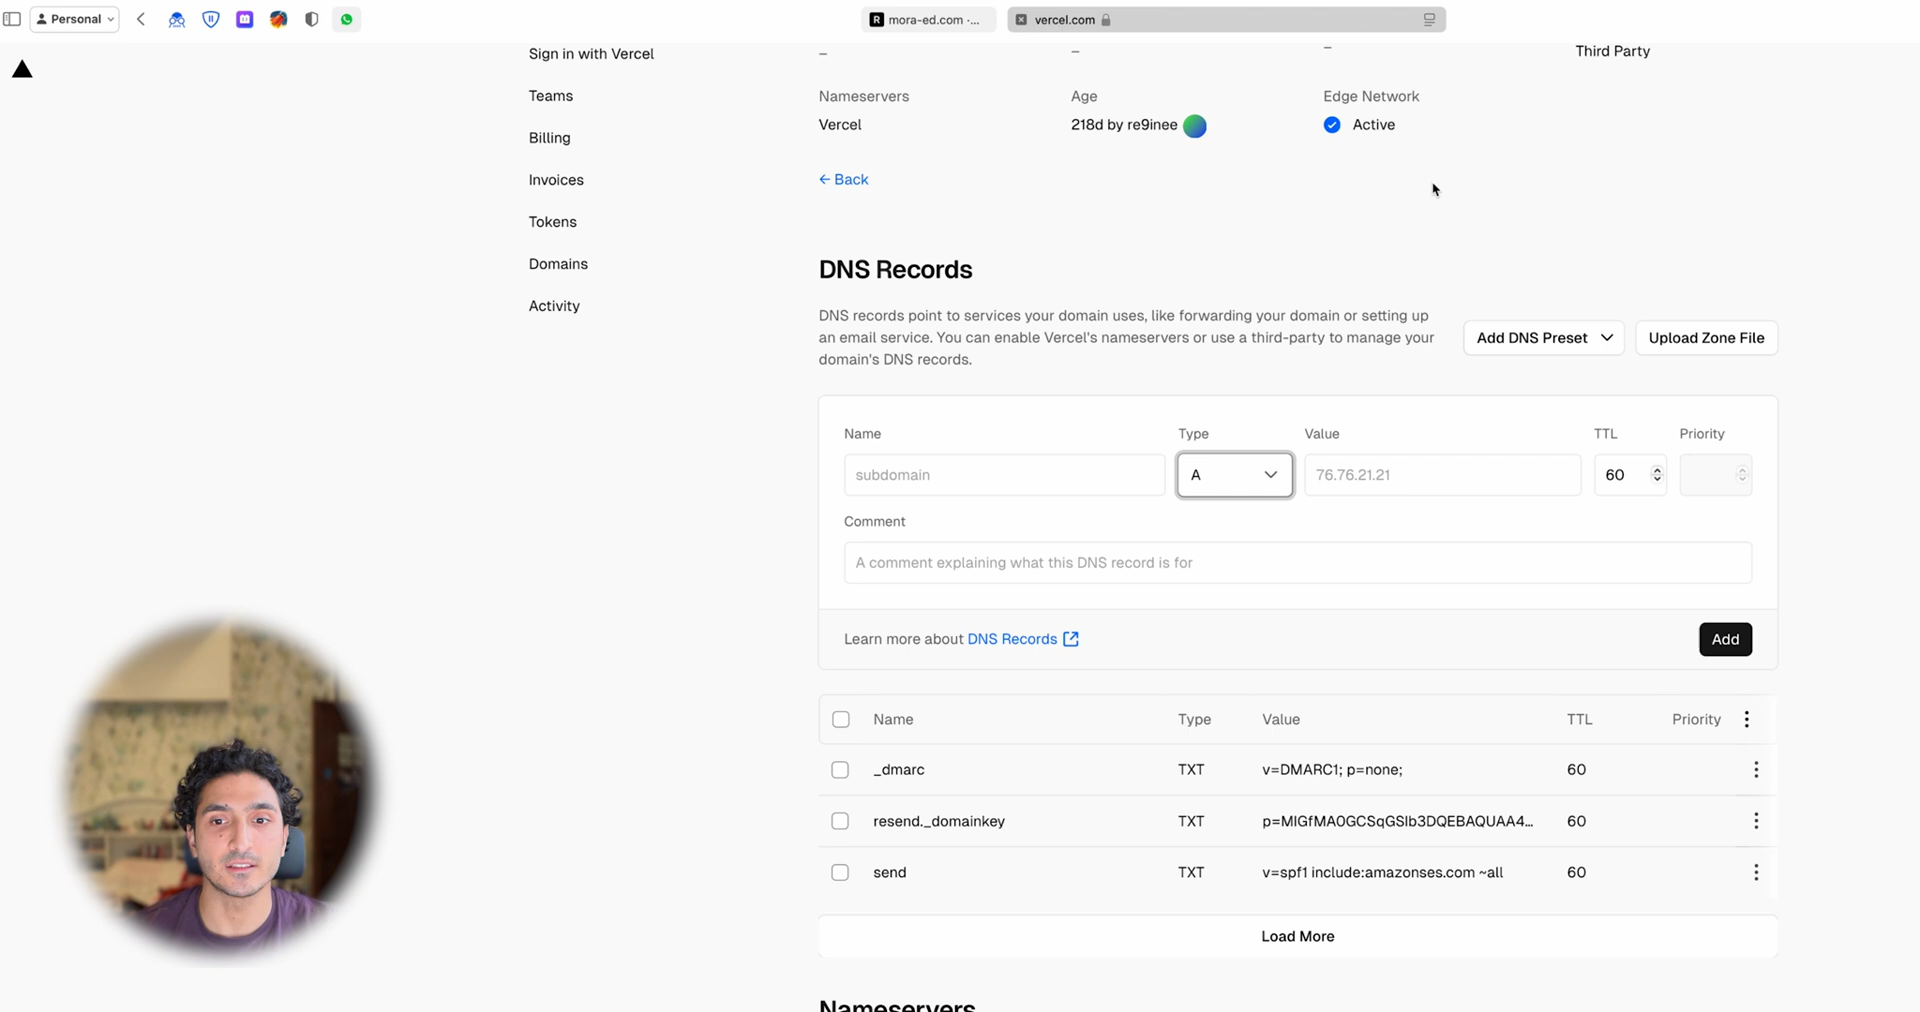 Personal
mora-ed.com ·...
vercel.com
Sign in with Vercel
Teams
Billing
Invoices
Tokens
Domains
Activity
–
–
–
Third Party
Nameservers
Age
Edge Network
Vercel
218d by re9inee
Active
← Back
DNS Records
DNS records point to services your domain uses, like forwarding your domain or setting up
an email service. You can enable Vercel's nameservers or use a third-party to manage your
domain's DNS records.
Add DNS Preset
Upload Zone File
Name
Type
Value
TTL
Priority
subdomain
A
76.76.21.21
60
Comment
A comment explaining what this DNS record is for
Learn more about DNS Records
Add
Name
Type
Value
TTL
Priority
_dmarc
TXT
v=DMARC1; p=none;
60
resend._domainkey
TXT
p=MIGfMA0GCSqGSIb3DQEBAQUAA4...
60
send
TXT
v=spf1 include:amazonses.com ~all
60
Load More
Nameservers